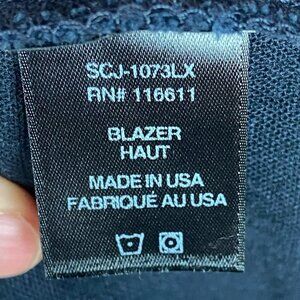 SCJ-1073LX
RN# 116611
BLAZER
HAUT
MADE IN USA
FABRIQUÉ AU USA